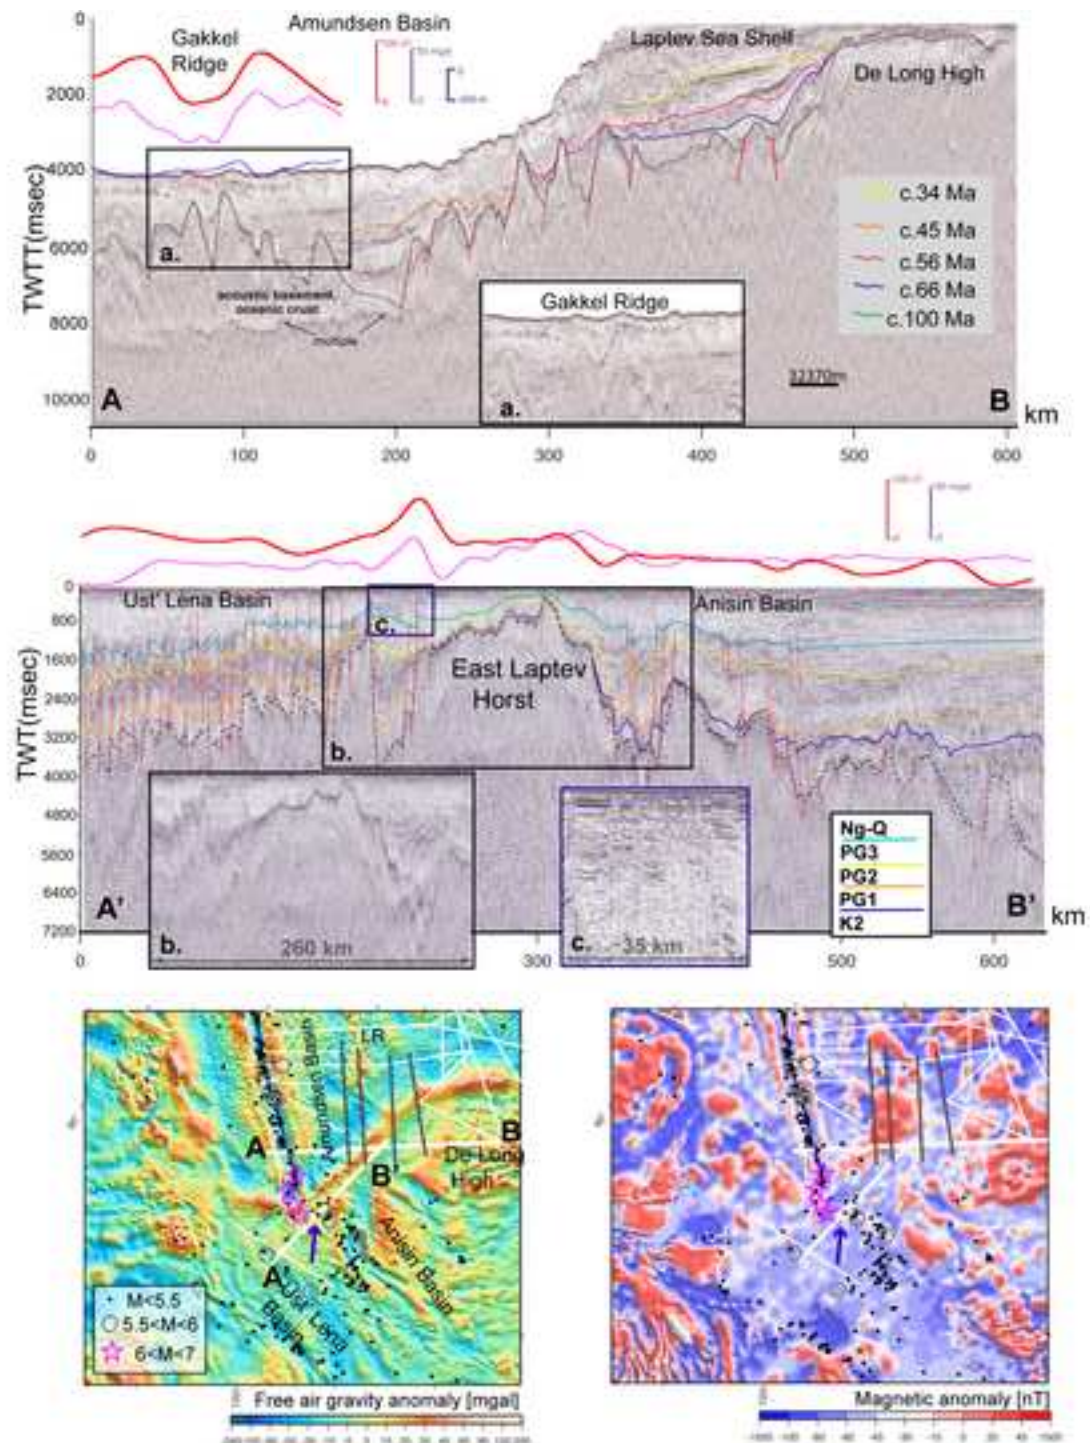 Amundsen Basin
Gakkel
Ridge
Laptev Sea Shelf
De Long High
0
2000
4000
6000
8000
10000
TWTT(msec)
a.
acoustic basement,
oceanic crust
multiple
c.34 Ma
c.45 Ma
c.56 Ma
c.66 Ma
c.100 Ma
Gakkel Ridge
a.
32370m
A
B
km
0
100
200
300
400
500
600
0
800
1600
2400
3200
4000
4800
5600
6400
7200
TWT(msec)
Ust' Lena Basin
Anisin Basin
c.
East Laptev
Horst
b.
Ng-Q
PG3
PG2
PG1
K2
A'
B'
km
b.
260 km
c.
35 km
0
300
500
600
LR
Amundsen Basin
A
B
De Long
High
B'
Anisin Basin
A'
Ust' Lena
Basin
M<5.5
5.5<M<6
6<M<7
Free air gravity anomaly [mgal]
Magnetic anomaly [nT]